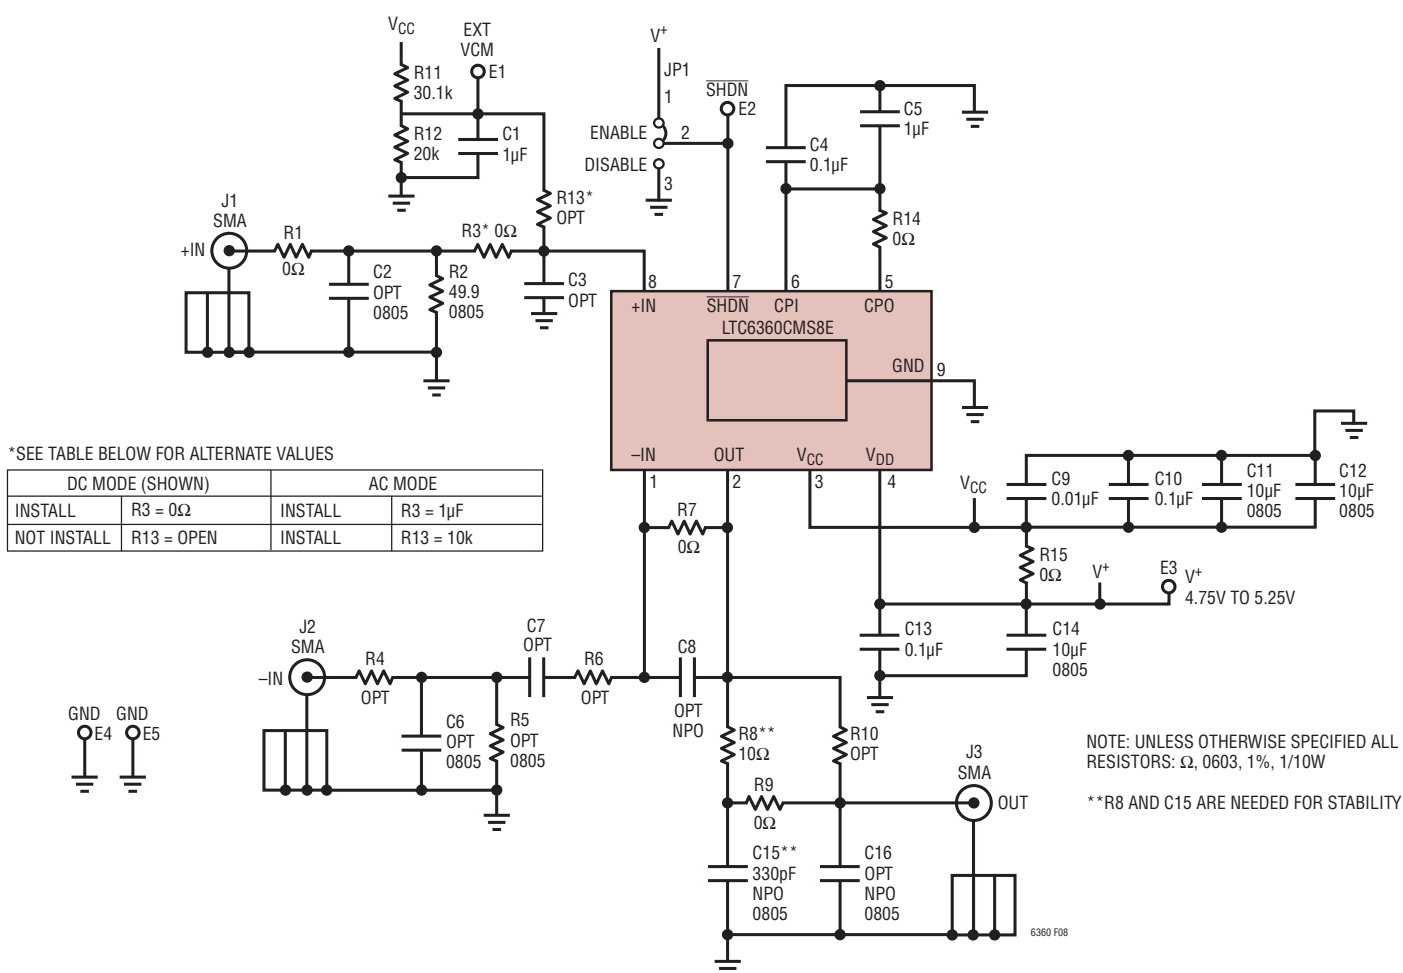 VCC
R11
30.1k
EXT
VCM
E1
R12
20k
C1
1µF
V+
JP1
1
ENABLE
2
DISABLE
3
SHDN
E2
C4
0.1µF
C5
1µF
R14
0Ω
J1
SMA
+IN
R1
0Ω
C2
OPT
0805
R2
49.9
0805
R3* 0Ω
R13*
OPT
C3
OPT
8
7
6
5
+IN
SHDN
CPI
CPO
LTC6360CMS8E
GND
9
–IN
OUT
VCC
VDD
1
2
3
4
*SEE TABLE BELOW FOR ALTERNATE VALUES
DC MODE (SHOWN) AC MODE
INSTALL R3 = 0Ω INSTALL R3 = 1µF
NOT INSTALL R13 = OPEN INSTALL R13 = 10k
VCC
C9
0.01µF
C10
0.1µF
C11
10µF
0805
C12
10µF
0805
R7
0Ω
R15
0Ω
V+
E3
V+
4.75V TO 5.25V
C13
0.1µF
C14
10µF
0805
J2
SMA
–IN
R4
OPT
C6
OPT
0805
R5
OPT
0805
C7
OPT
R6
OPT
C8
OPT
NPO
GND
E4
GND
E5
R8**
10Ω
R10
OPT
R9
0Ω
J3
SMA
OUT
C15**
330pF
NPO
0805
C16
OPT
NPO
0805
NOTE: UNLESS OTHERWISE SPECIFIED ALL
RESISTORS: Ω, 0603, 1%, 1/10W
**R8 AND C15 ARE NEEDED FOR STABILITY
6360 F08